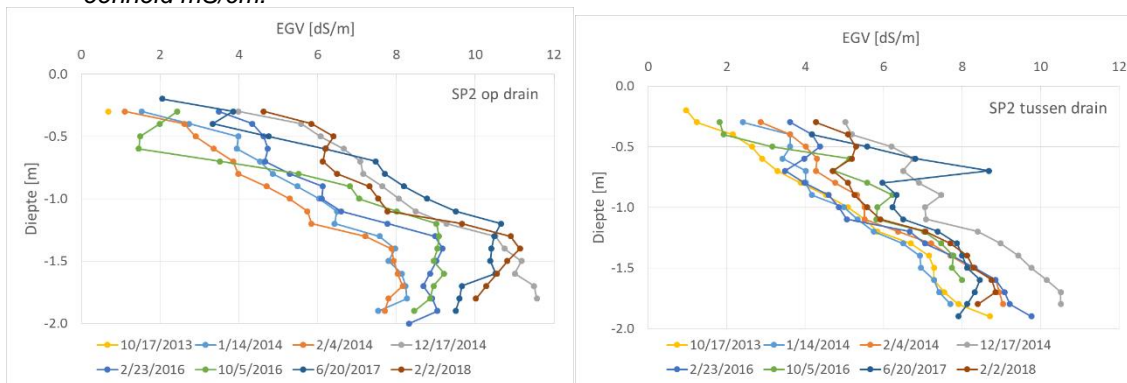 eenheid mS/cm.
EGV [dS/m]
0 2 4 6 8 10 12
0.0
-0.5
-1.0
-1.5
-2.0
Diepte [m]
SP2 op drain
10/17/2013 1/14/2014 2/4/2014 12/17/2014
2/23/2016 10/5/2016 6/20/2017 2/2/2018
EGV [dS/m]
0 2 4 6 8 10 12
0.0
-0.5
-1.0
-1.5
-2.0
Diepte [m]
SP2 tussen drain
10/17/2013 1/14/2014 2/4/2014 12/17/2014
2/23/2016 10/5/2016 6/20/2017 2/2/2018